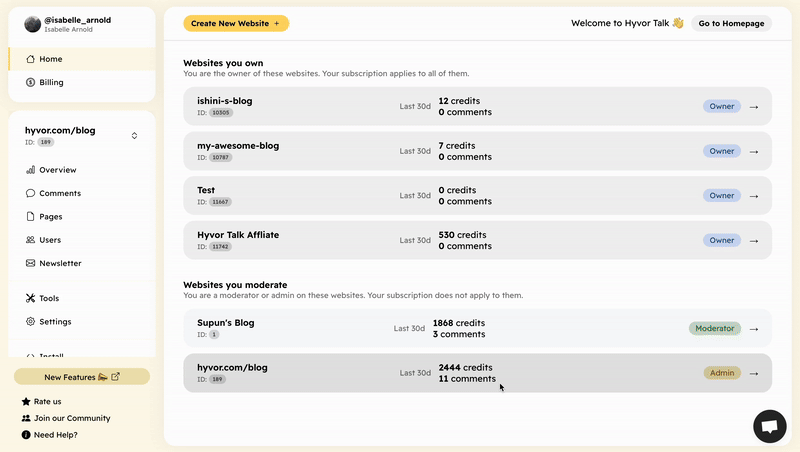 @isabelle_arnold
Isabelle Arnold
Home
Billing
hyvor.com/blog
ID: 189
Overview
Comments
Pages
Users
Newsletter
Tools
Settings
Install
New Features
Rate us
Join our Community
Need Help?
Create New Website +
Welcome to Hyvor Talk 👋
Go to Homepage
Websites you own
You are the owner of these websites. Your subscription applies to all of them.
ishini-s-blog
ID: 10305
Last 30d
12 credits
0 comments
Owner →
my-awesome-blog
ID: 10787
Last 30d
7 credits
0 comments
Owner →
Test
ID: 11667
Last 30d
0 credits
0 comments
Owner →
Hyvor Talk Affliate
ID: 11742
Last 30d
530 credits
0 comments
Owner →
Websites you moderate
You are a moderator or admin on these websites. Your subscription does not apply to them.
Supun's Blog
ID: 1
Last 30d
1868 credits
3 comments
Moderator →
hyvor.com/blog
ID: 189
Last 30d
2444 credits
11 comments
Admin →